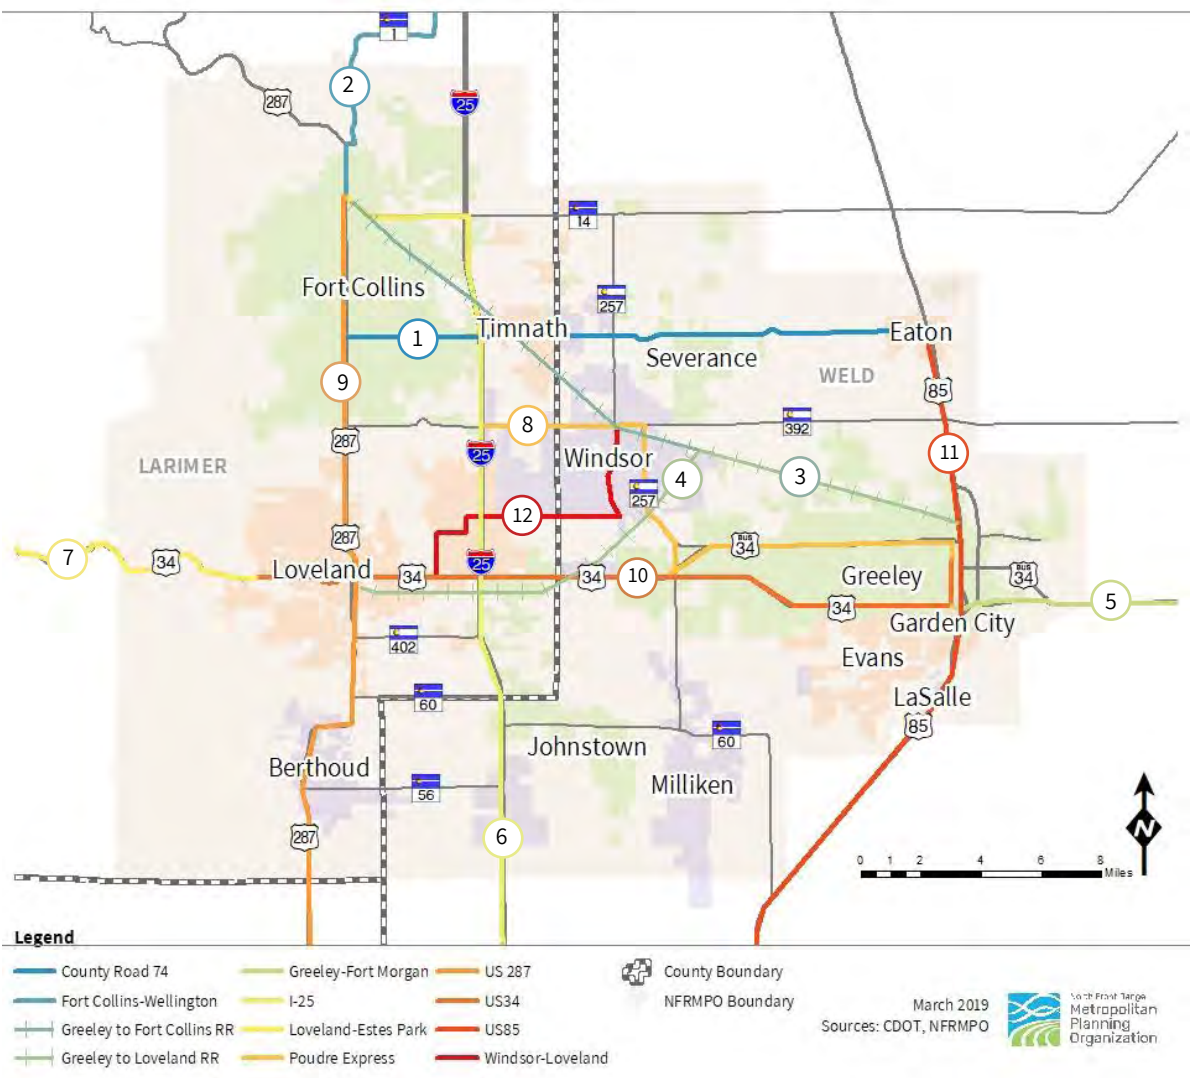 1
2
287
25
14
Fort Collins
257
Timnath
Eaton
1
Severance
WELD
9
85
392
8
287
11
LARIMER
25
Windsor
4
3
257
12
287
7
34
Loveland
34
25
34
10
BUS
34
Greeley
BUS
34
34
5
Garden City
402
Evans
60
LaSalle
85
60
Johnstown
Berthoud
56
Milliken
287
6
N
0 1 2 4 6 8
Miles
Legend
County Road 74
Fort Collins-Wellington
Greeley to Fort Collins RR
Greeley to Loveland RR
Greeley-Fort Morgan
I-25
Loveland-Estes Park
Poudre Express
US 287
US34
US85
Windsor-Loveland
County Boundary
NFRMPO Boundary
March 2019
Sources: CDOT, NFRMPO
North Front Range
Metropolitan
Planning
Organization